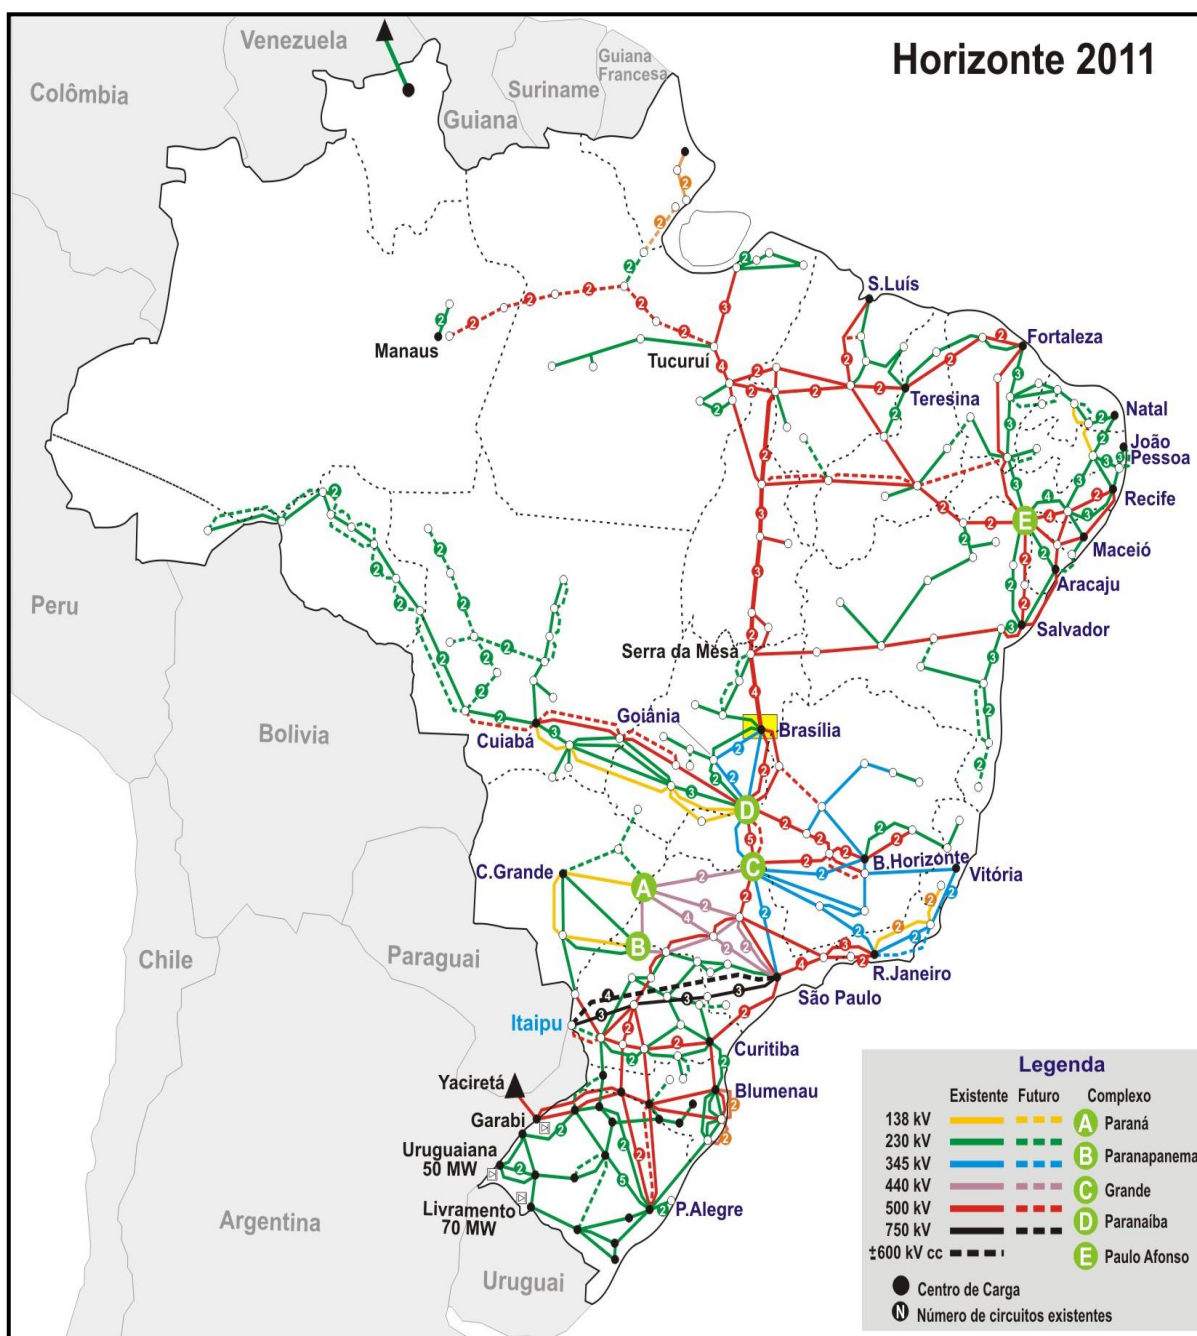 Horizonte 2011
Venezuela
Guiana
Francesa
Suriname
Colômbia
Guiana
S.Luís
Fortaleza
Manaus
Tucuruí
Teresina
Natal
João
Pessoa
Recife
E
Maceió
Aracaju
Peru
Salvador
Serra da Mesa
Bolivia
Goiânia
Brasília
Cuiabá
D
B.Horizonte
C.Grande
C
Vitória
A
B
Chile
Paraguai
R.Janeiro
São Paulo
Itaipu
Curitiba
Yaciretá
Blumenau
Garabi
Uruguaiana
50 MW
Livramento
70 MW
P.Alegre
Argentina
Uruguai
Legenda
Existente Futuro Complexo
138 kV A Paraná
230 kV B Paranapanema
345 kV
440 kV C Grande
500 kV D Paranaíba
750 kV
±600 kV cc E Paulo Afonso
Centro de Carga
N Número de circuitos existentes